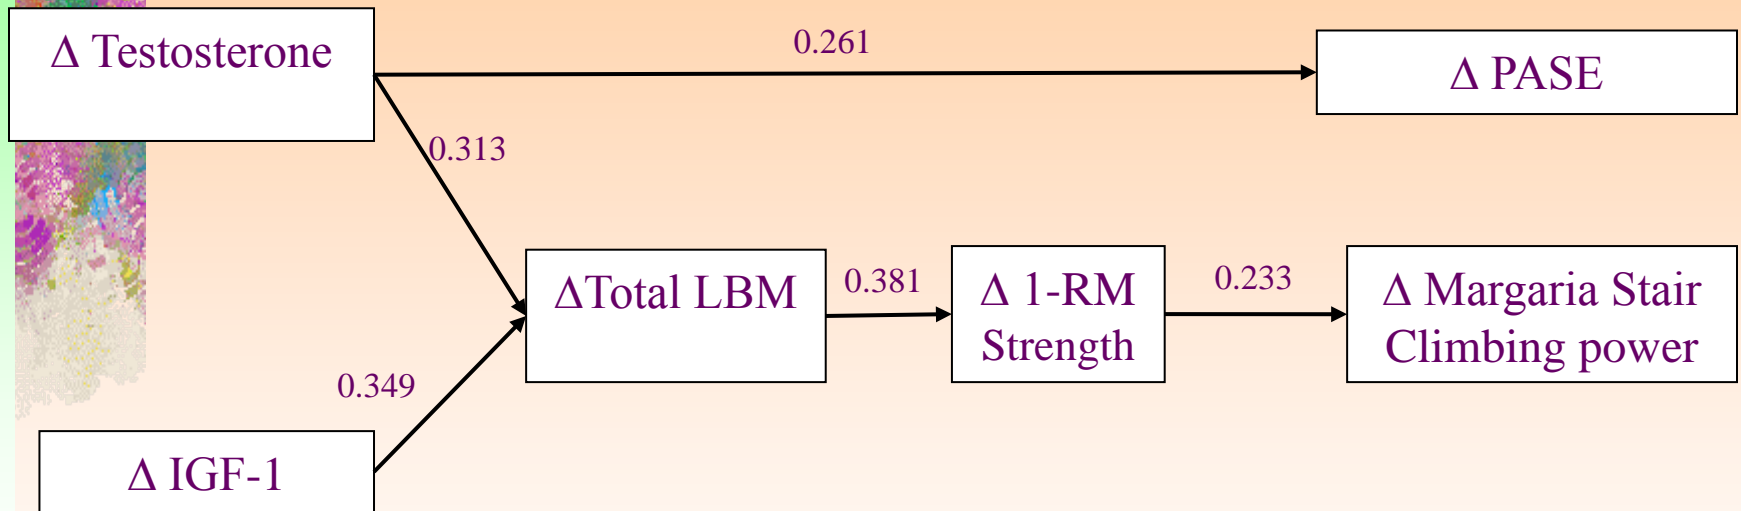 Δ Testosterone
0.261
Δ PASE
0.313
ΔTotal LBM
0.381
Δ 1-RM
Strength
0.233
Δ Margaria Stair
Climbing power
0.349
Δ IGF-1